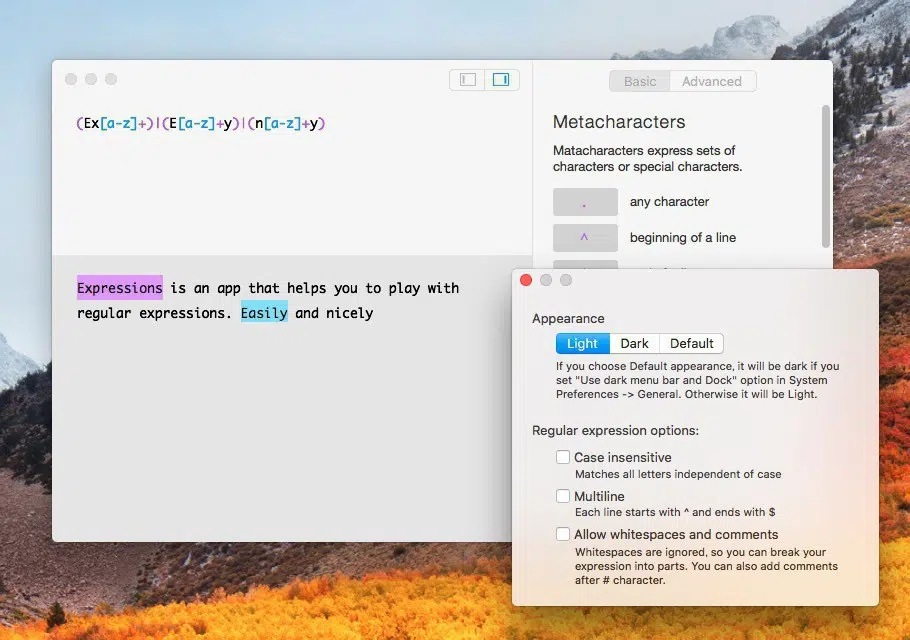 (Ex[a-z]+)|(E[a-z]+y)|(n[a-z]+y)
Expressions is an app that helps you to play with
regular expressions. Easily and nicely
Basic
Advanced
Metacharacters
Matacharacters express sets of
characters or special characters.
. any character
^ beginning of a line
Appearance
Light
Dark
Default
If you choose Default appearance, it will be dark if you
set "Use dark menu bar and Dock" option in System
Preferences -> General. Otherwise it will be Light.
Regular expression options:
Case insensitive
Matches all letters independent of case
Multiline
Each line starts with ^ and ends with $
Allow whitespaces and comments
Whitespaces are ignored, so you can break your
expression into parts. You can also add comments
after # character.